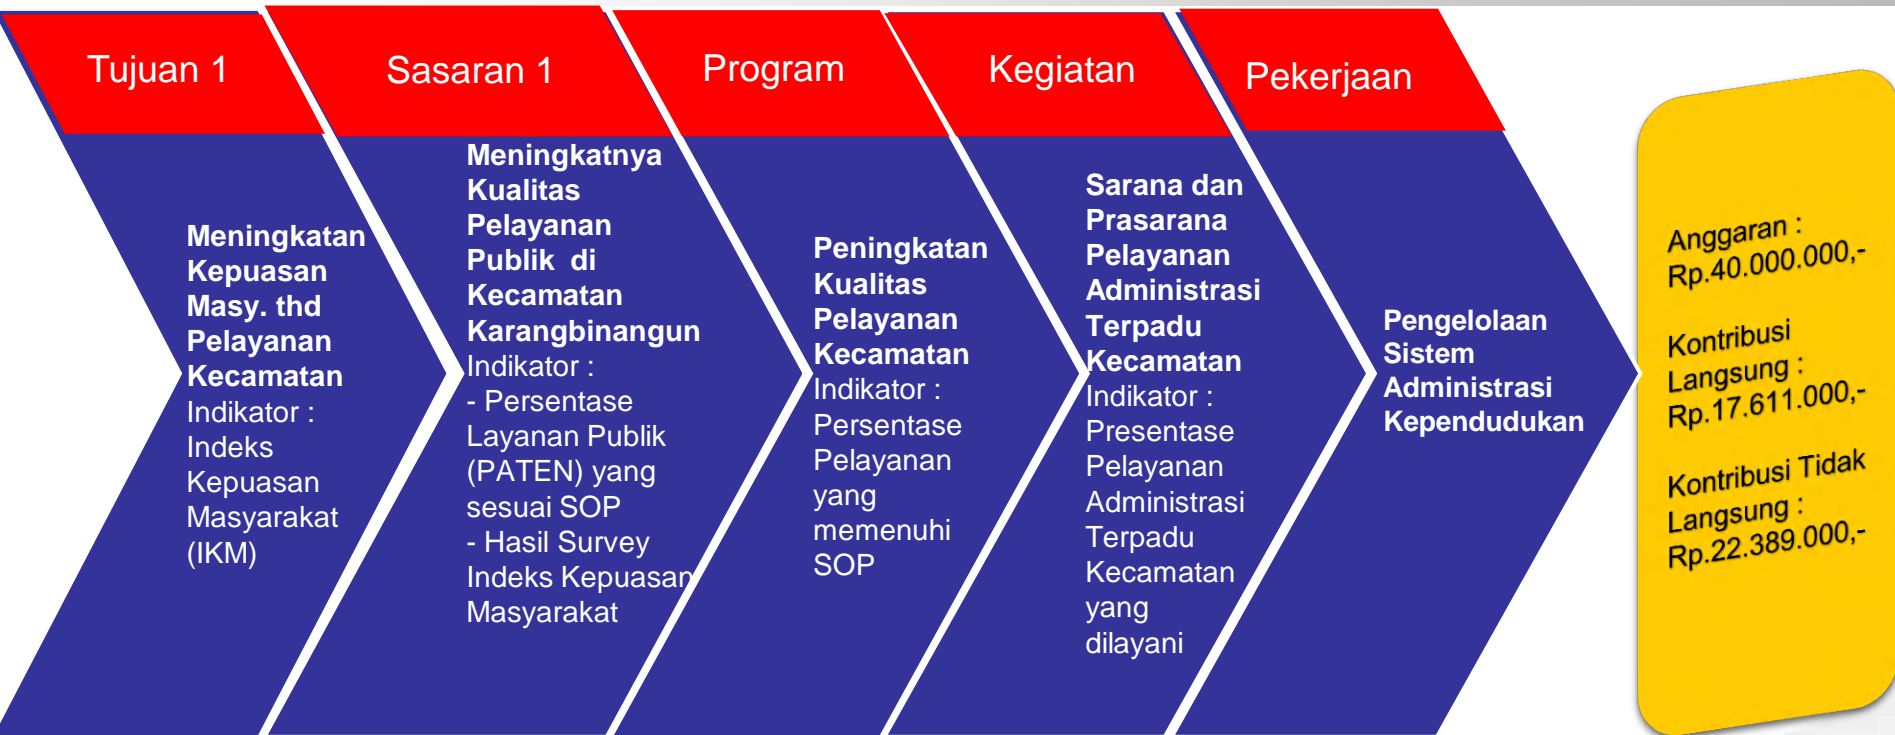 Tujuan 1
Meningkatan
Kepuasan
Masy. thd
Pelayanan
Kecamatan
Indikator :
Indeks
Kepuasan
Masyarakat
(IKM)
Sasaran 1
Meningkatnya
Kualitas
Pelayanan
Publik di
Kecamatan
Karangbinangun
Indikator :
- Persentase
Layanan Publik
(PATEN) yang
sesuai SOP
- Hasil Survey
Indeks Kepuasan
Masyarakat
Program
Peningkatan
Kualitas
Pelayanan
Kecamatan
Indikator :
Persentase
Pelayanan
yang
memenuhi
SOP
Kegiatan
Sarana dan
Prasarana
Pelayanan
Administrasi
Terpadu
Kecamatan
Indikator :
Presentase
Pelayanan
Administrasi
Terpadu
Kecamatan
yang
dilayani
Pekerjaan
Pengelolaan
Sistem
Administrasi
Kependudukan
Anggaran :
Rp.40.000.000,-
Kontribusi
Langsung :
Rp.17.611.000,-
Kontribusi Tidak
Langsung :
Rp.22.389.000,-